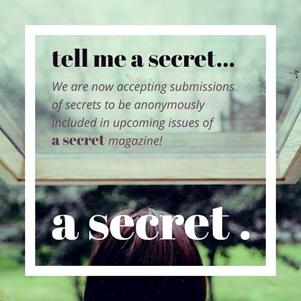 tell me a secret...
We are now accepting submissions
of secrets to be anonymously
included in upcoming issues of
a secret magazine!
a secret .